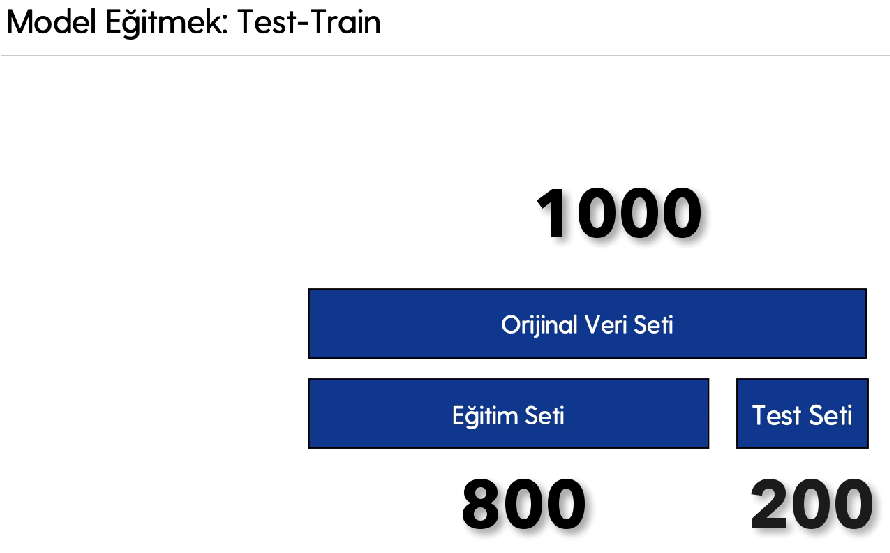 Model Eğitmek: Test-Train
1000
Orijinal Veri Seti
Eğitim Seti
Test Seti
800
200